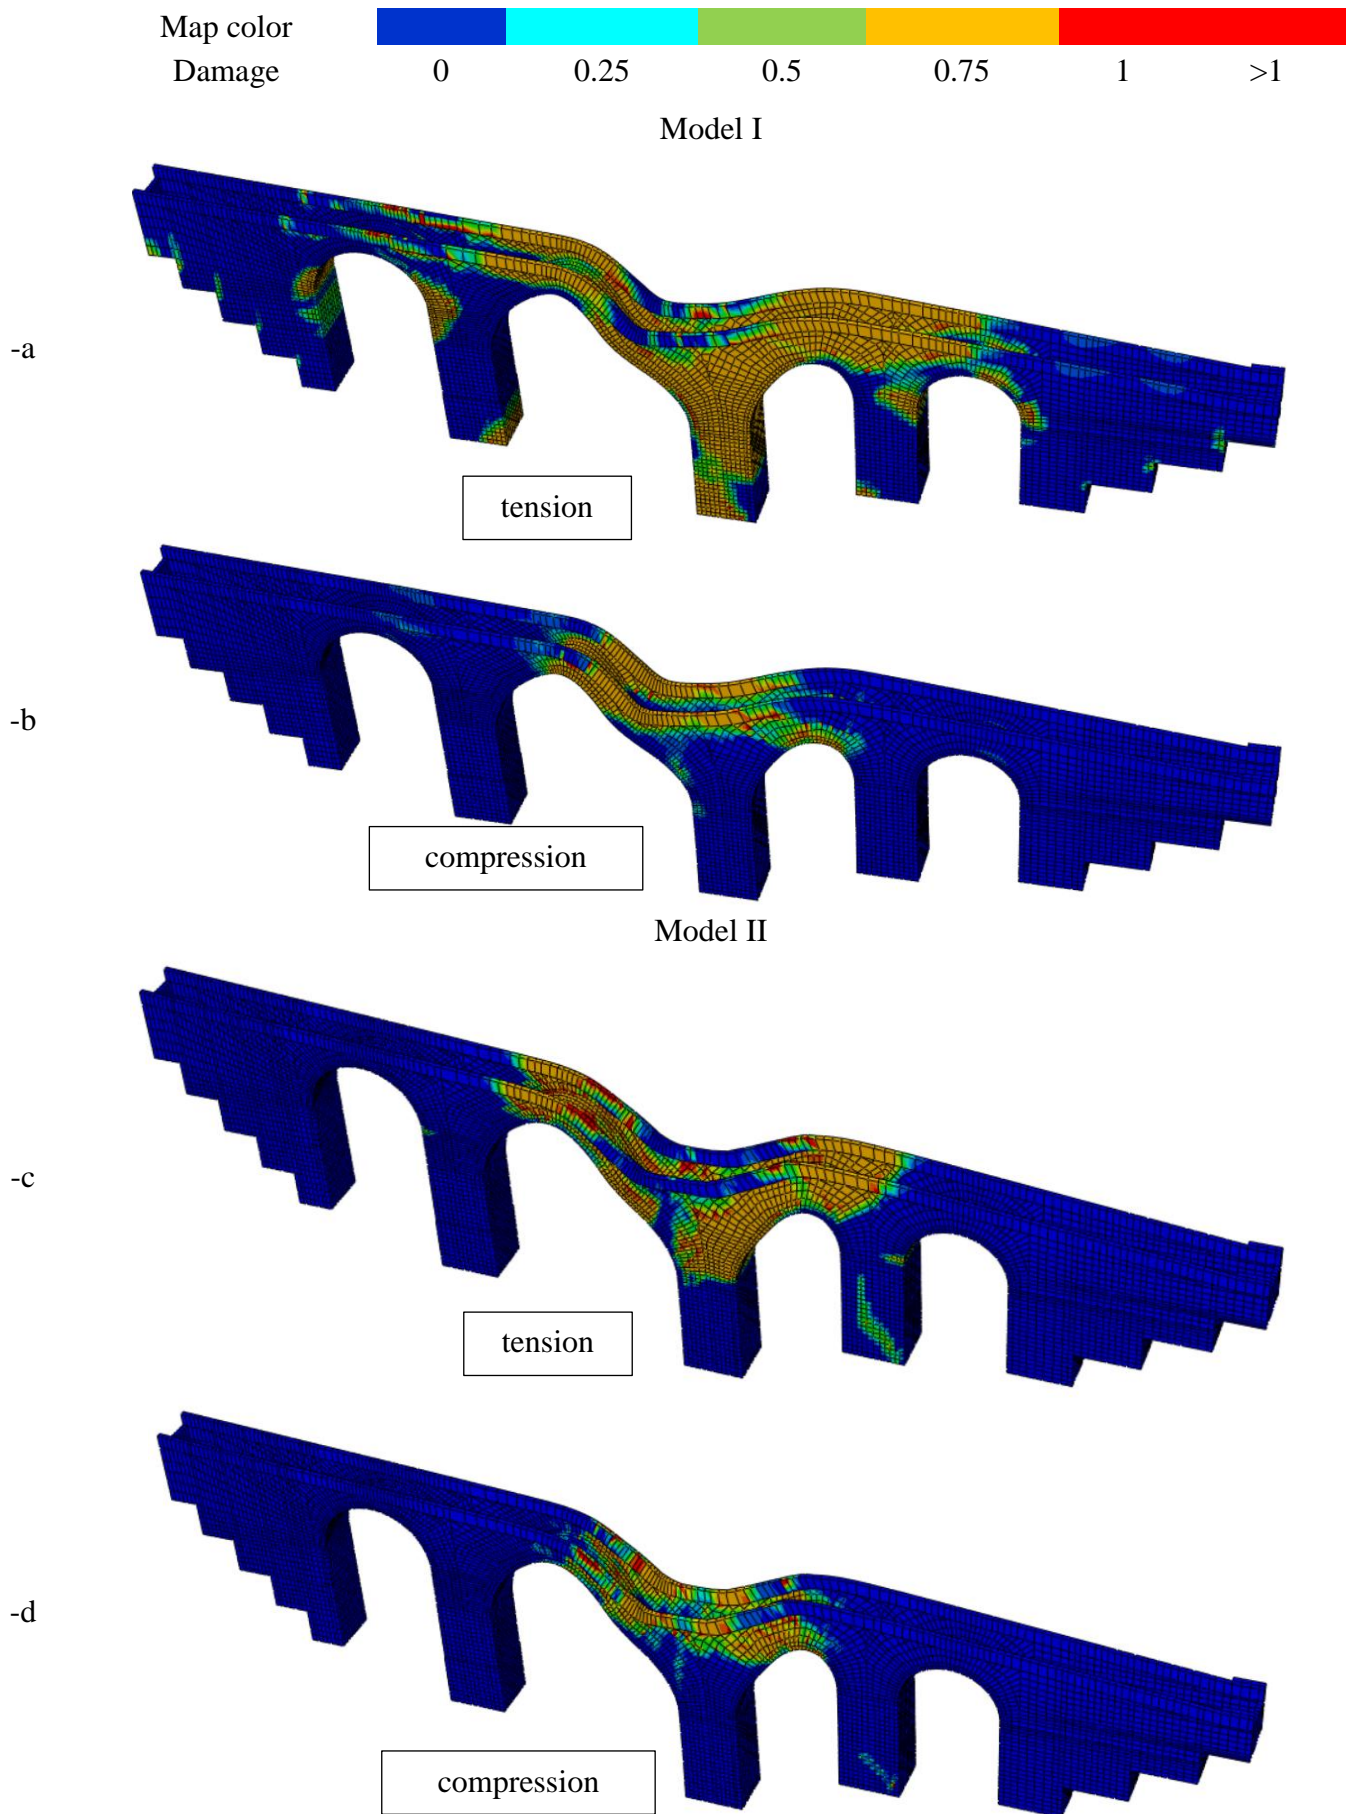 Map color
Damage 0 0.25 0.5 0.75 1 >1
Model I
-a
tension
-b
compression
Model II
-c
tension
-d
compression